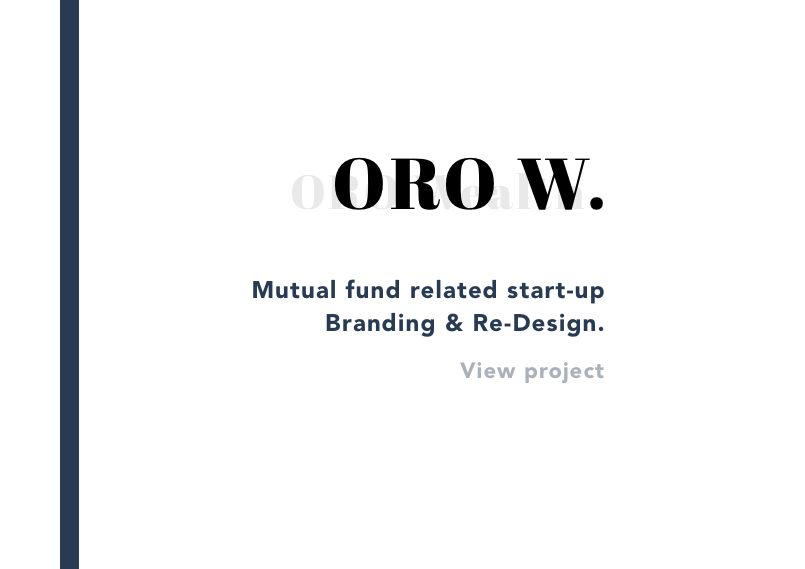 ORO W.
Mutual fund related start-up
Branding & Re-Design.
View project